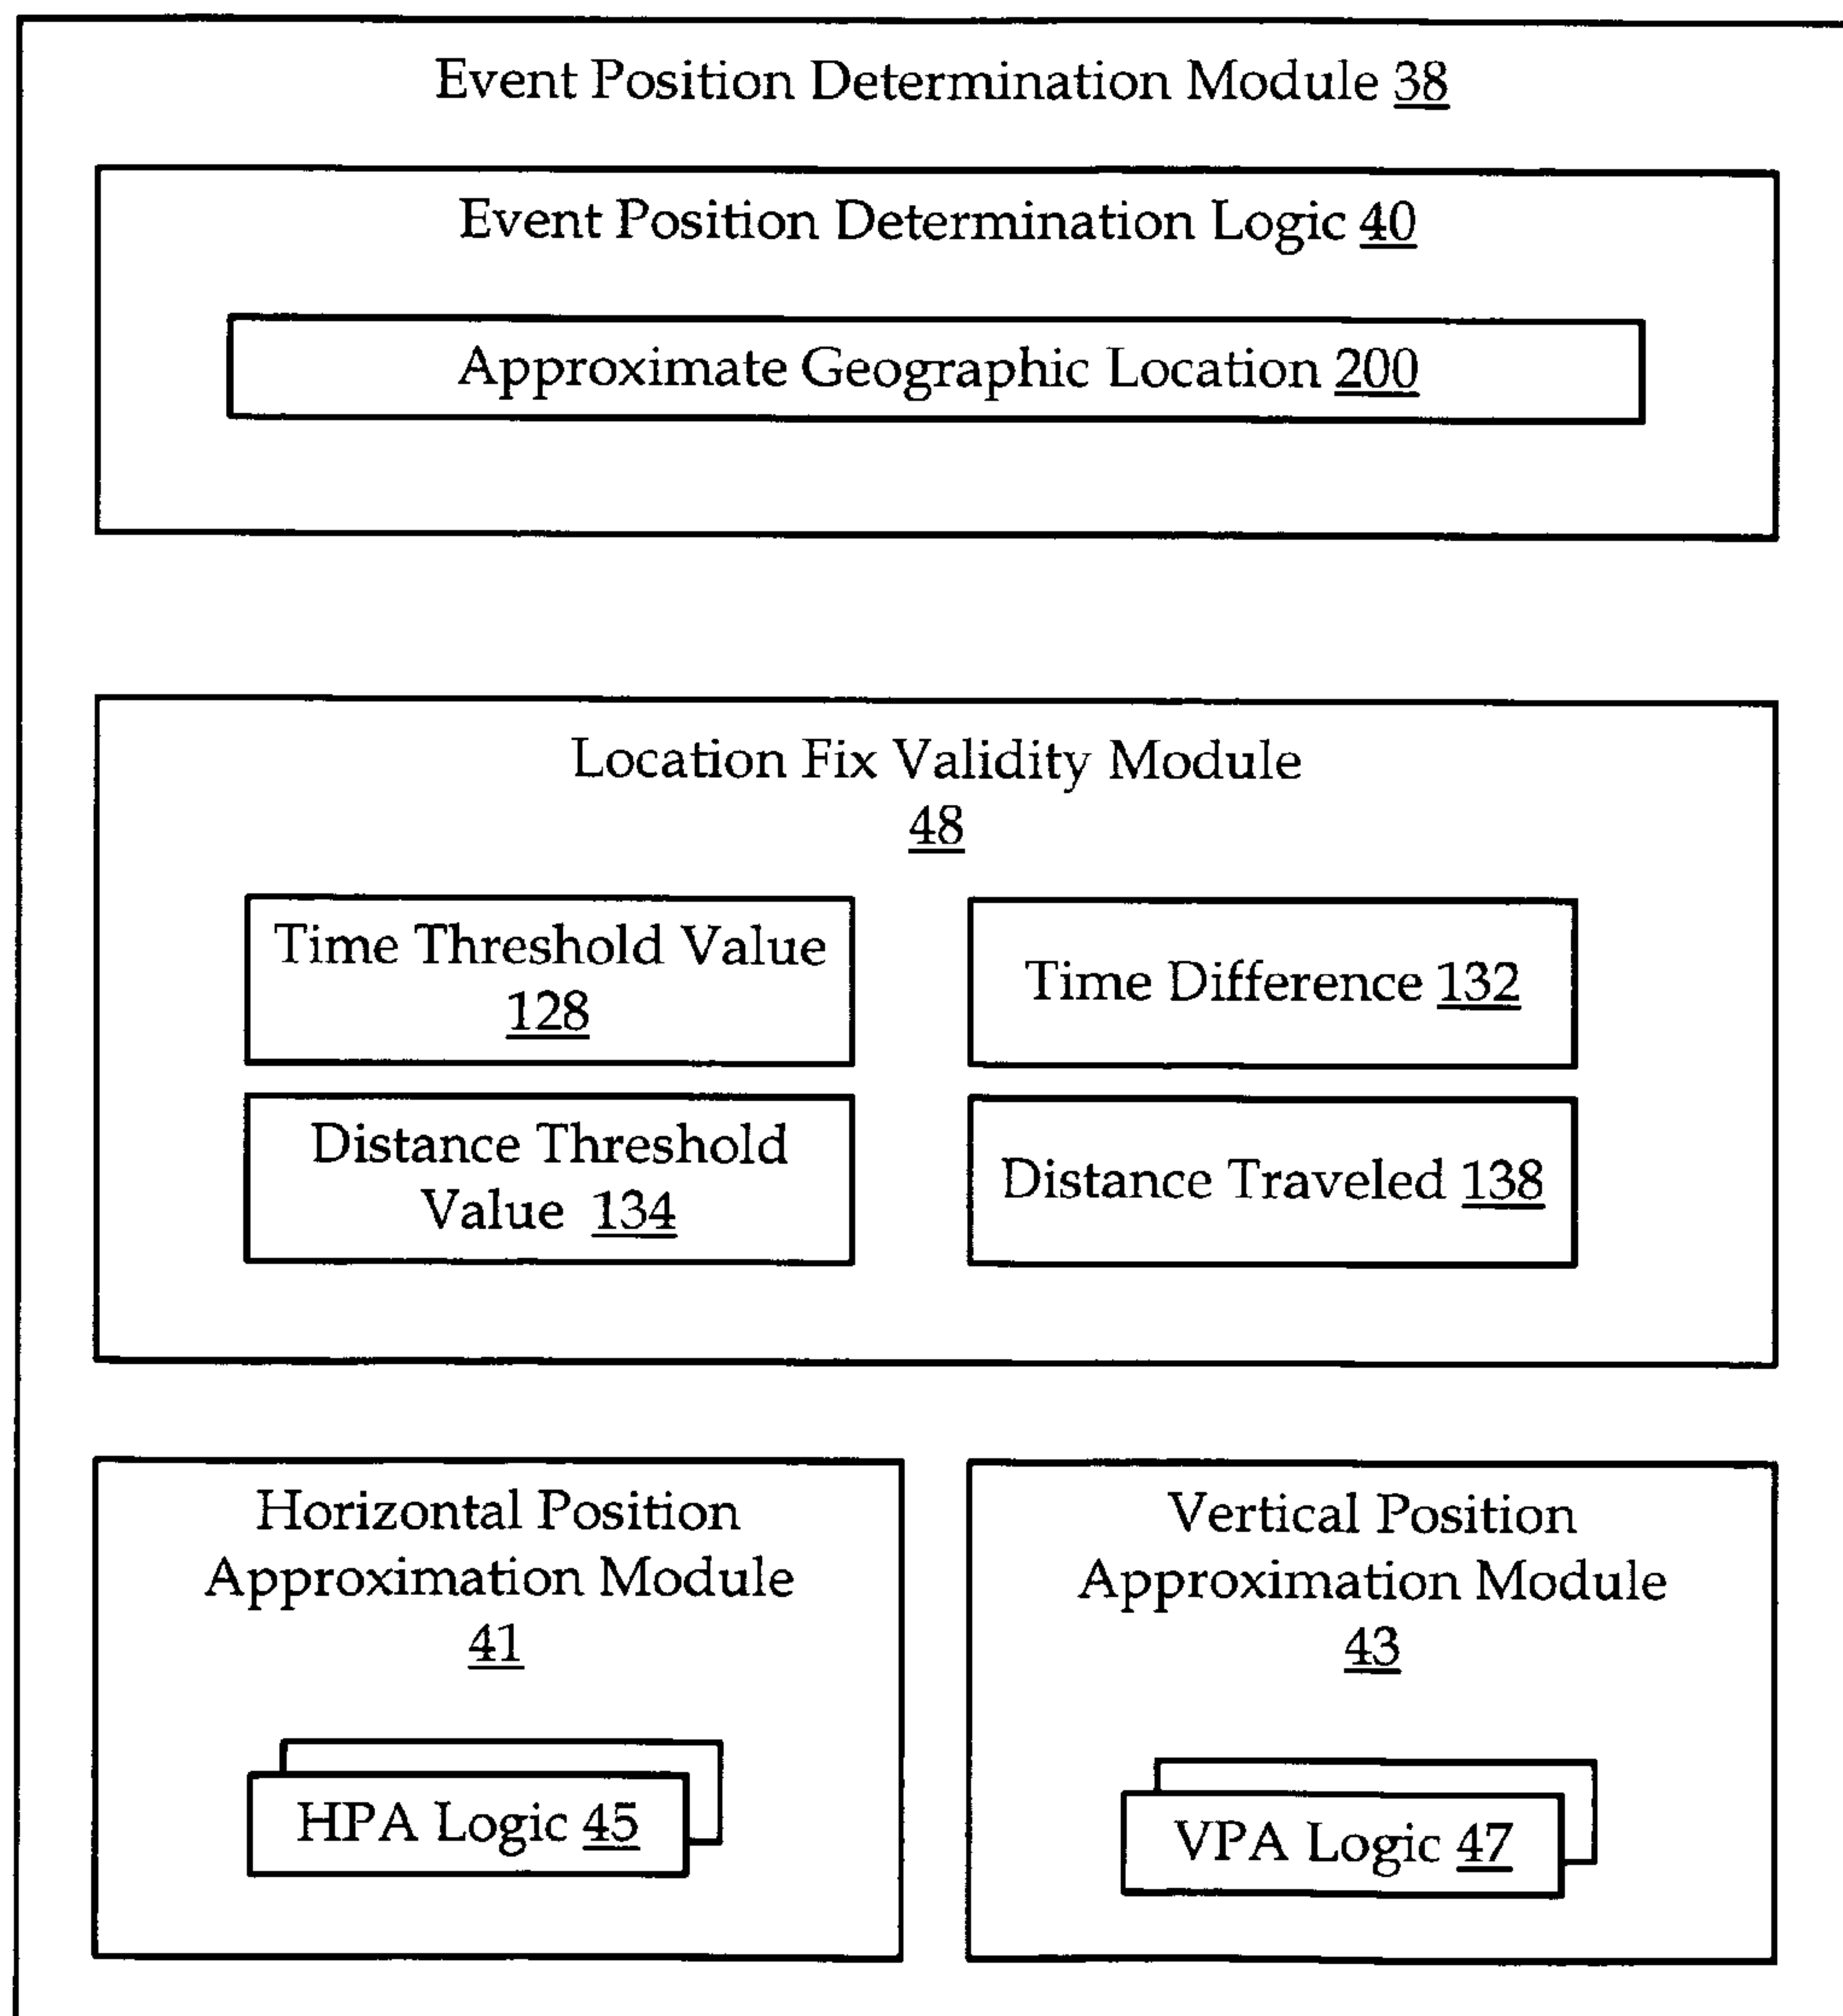 Event Position Determination Module 38
Event Position Determination Logic 40
Approximate Geographic Location 200
Location Fix Validity Module
48
Time Threshold Value
128
Time Difference 132
Distance Threshold
Value 134
Distance Traveled 138
Horizontal Position
Approximation Module
41
HPA Logic 45
Vertical Position
Approximation Module
43
VPA Logic 47